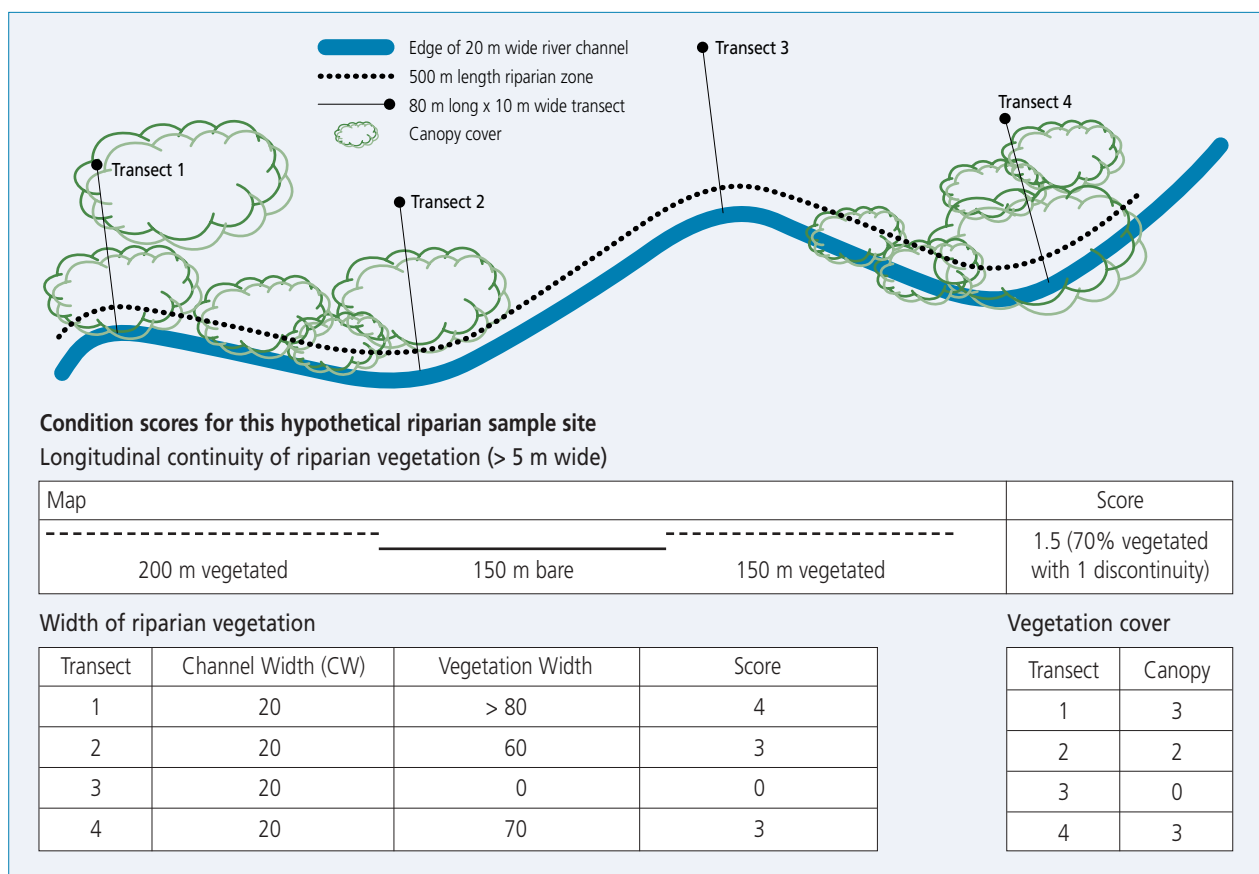 Edge of 20 m wide river channel
500 m length riparian zone
80 m long x 10 m wide transect
Canopy cover
Transect 1
Transect 2
Transect 3
Transect 4
Condition scores for this hypothetical riparian sample site
Longitudinal continuity of riparian vegetation (> 5 m wide)
Map Score
200 m vegetated 150 m bare 150 m vegetated
1.5 (70% vegetated
with 1 discontinuity)
Width of riparian vegetation
Transect Channel Width (CW) Vegetation Width Score
1 20 > 80 4
2 20 60 3
3 20 0 0
4 20 70 3
Vegetation cover
Transect Canopy
1 3
2 2
3 0
4 3